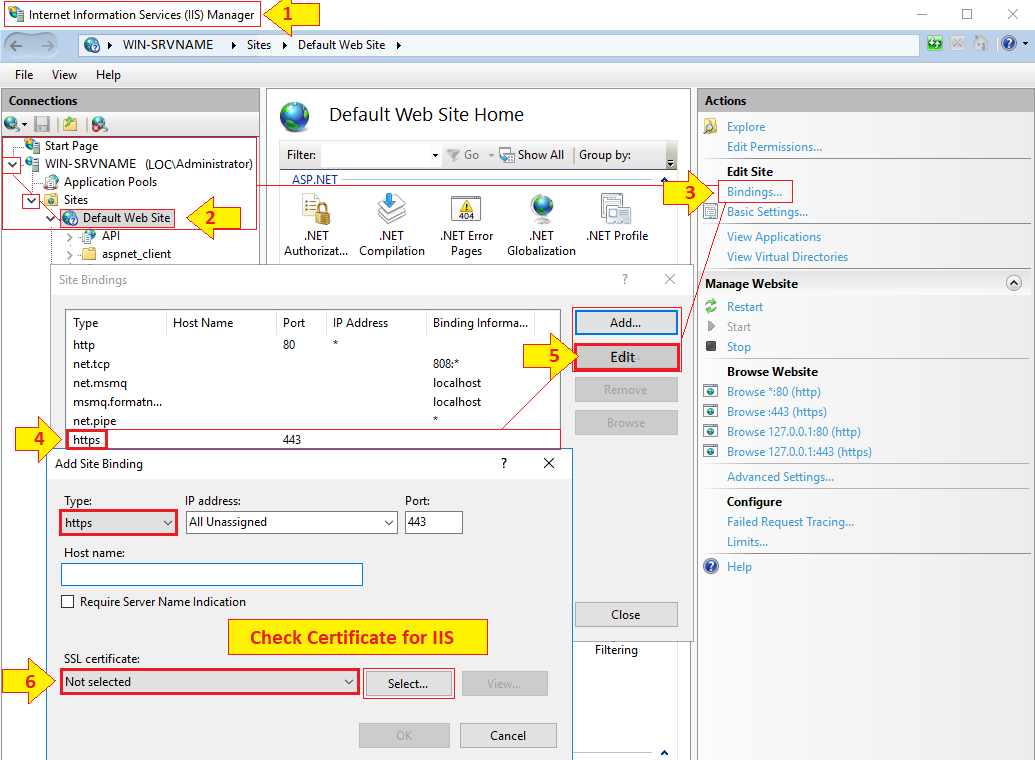 Internet Information Services (IIS) Manager
1
WIN-SRVNAME
Sites
Default Web Site
File
View
Help
Connections
Start Page
WIN-SRVNAME (LOC\Administrator)
Application Pools
Sites
Default Web Site
2
API
aspnet_client
Default Web Site Home
Filter:
Go
Show All
Group by:
ASP.NET
.NET Authorizat...
.NET Compilation
404
.NET Error Pages
.NET Globalization
.NET Profile
Actions
Explore
Edit Permissions...
Edit Site
3
Bindings...
Basic Settings...
View Applications
View Virtual Directories
Manage Website
Restart
Start
Stop
Browse Website
Browse *:80 (http)
Browse :443 (https)
Browse 127.0.0.1:80 (http)
Browse 127.0.0.1:443 (https)
Advanced Settings...
Configure
Failed Request Tracing...
Limits...
Help
Site Bindings
?
Type Host Name Port IP Address Binding Informa...
http 80 *
net.tcp 808:*
net.msmq localhost
msmq.formatn... localhost
net.pipe *
4
https 443
Add...
5
Edit
Remove
Browse
Close
Filtering
Add Site Binding
?
Type: IP address: Port:
https All Unassigned 443
Host name:
Require Server Name Indication
Check Certificate for IIS
SSL certificate:
6
Not selected
Select...
View...
OK
Cancel